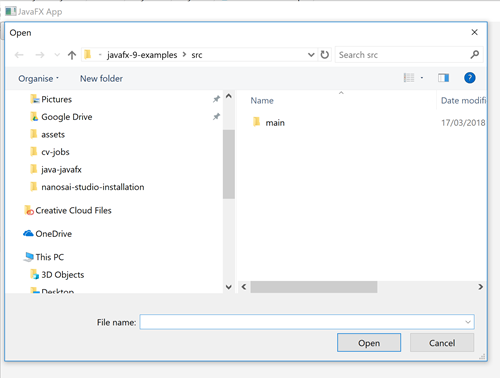 JavaFX App
Open
javafx-9-examples › src
Search src
Organise
New folder
?
Pictures
Google Drive
assets
cv-jobs
java-javafx
nanosai-studio-installation
Creative Cloud Files
OneDrive
This PC
3D Objects
Desktop
Name
Date modifi
main
17/03/2018
File name:
Open
Cancel